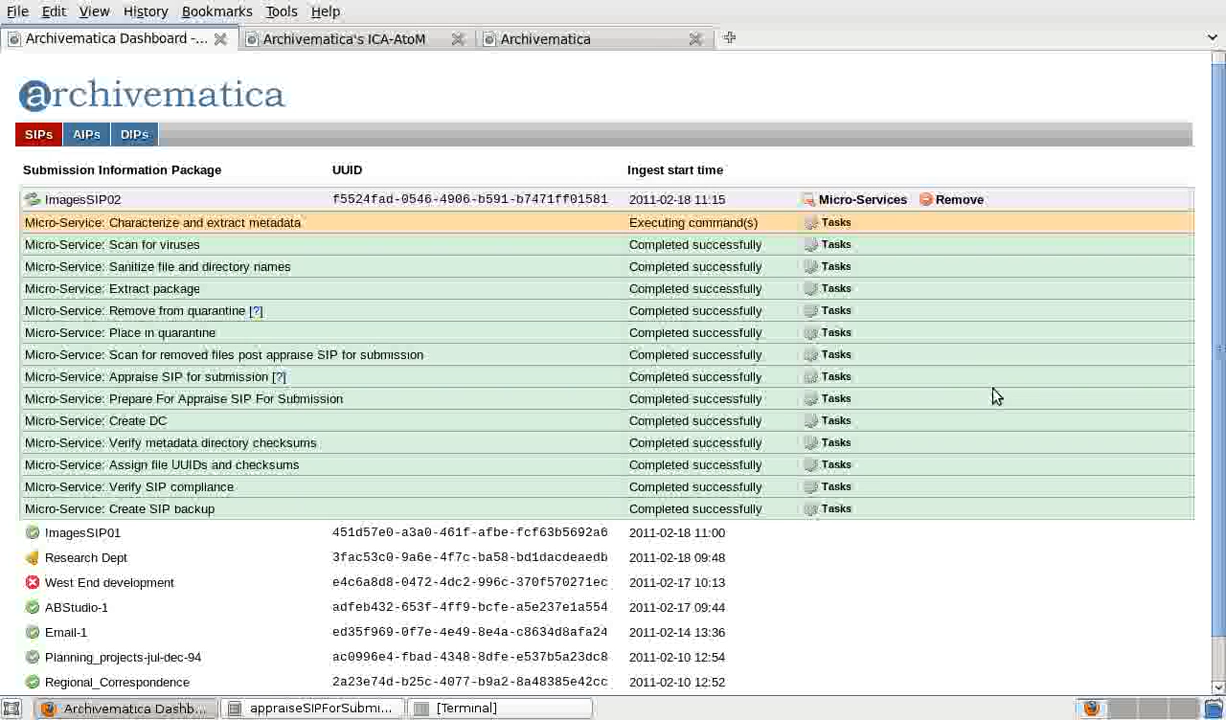 File Edit View History Bookmarks Tools Help
Archivematica Dashboard -... Archivematica's ICA-AtoM Archivematica
archivematica
SIPs AIPs DIPs
Submission Information Package UUID Ingest start time
ImagesSIP02 f5524fad-0546-4906-b591-b7471ff01581 2011-02-18 11:15 Micro-Services Remove
Micro-Service: Characterize and extract metadata Executing command(s) Tasks
Micro-Service: Scan for viruses Completed successfully Tasks
Micro-Service: Sanitize file and directory names Completed successfully Tasks
Micro-Service: Extract package Completed successfully Tasks
Micro-Service: Remove from quarantine [?] Completed successfully Tasks
Micro-Service: Place in quarantine Completed successfully Tasks
Micro-Service: Scan for removed files post appraise SIP for submission Completed successfully Tasks
Micro-Service: Appraise SIP for submission [?] Completed successfully Tasks
Micro-Service: Prepare For Appraise SIP For Submission Completed successfully Tasks
Micro-Service: Create DC Completed successfully Tasks
Micro-Service: Verify metadata directory checksums Completed successfully Tasks
Micro-Service: Assign file UUIDs and checksums Completed successfully Tasks
Micro-Service: Verify SIP compliance Completed successfully Tasks
Micro-Service: Create SIP backup Completed successfully Tasks
ImagesSIP01 451d57e0-a3a0-461f-afbe-fcf63b5692a6 2011-02-18 11:00
Research Dept 3fac53c0-9a6e-4f7c-ba58-bd1dacdeaedb 2011-02-18 09:48
West End development e4c6a8d8-0472-4dc2-996c-370f570271ec 2011-02-17 10:13
ABStudio-1 adfeb432-653f-4ff9-bcfe-a5e237e1a554 2011-02-17 09:44
Email-1 ed35f969-0f7e-4e49-8e4a-c8634d8afa24 2011-02-14 13:36
Planning_projects-jul-dec-94 ac0996e4-fbad-4348-8dfe-e537b5a23dc8 2011-02-10 12:54
Regional_Correspondence 2a23e74d-b25c-4077-b9a2-8a48385e42cc 2011-02-10 12:52
Archivematica Dashb... appraiseSIPForSubmi... [Terminal]